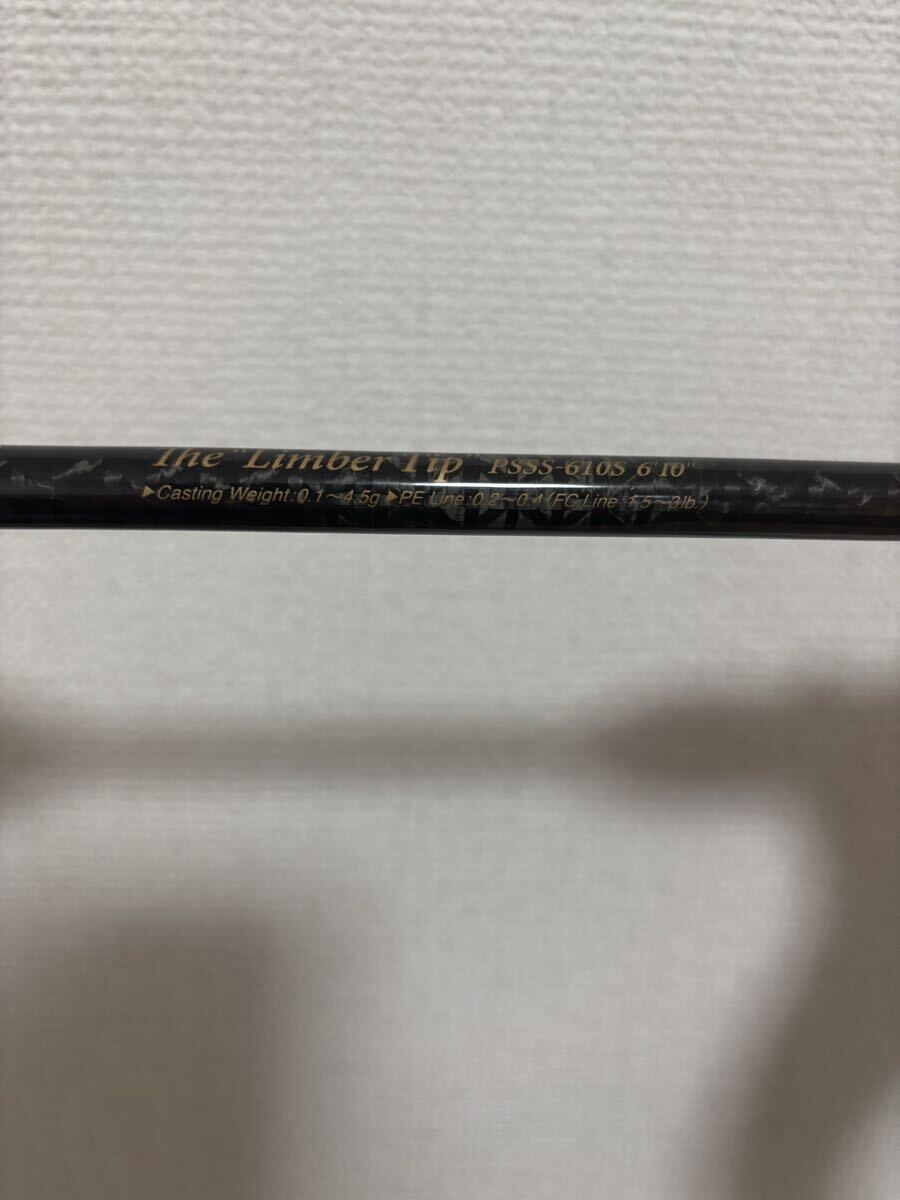 The "Limber Tip" PSSS-610S 6'10"
▶Casting Weight:0.1～4.5g ▶PE Line:0.2～0.4 (FC Line :1.5～3lb.)